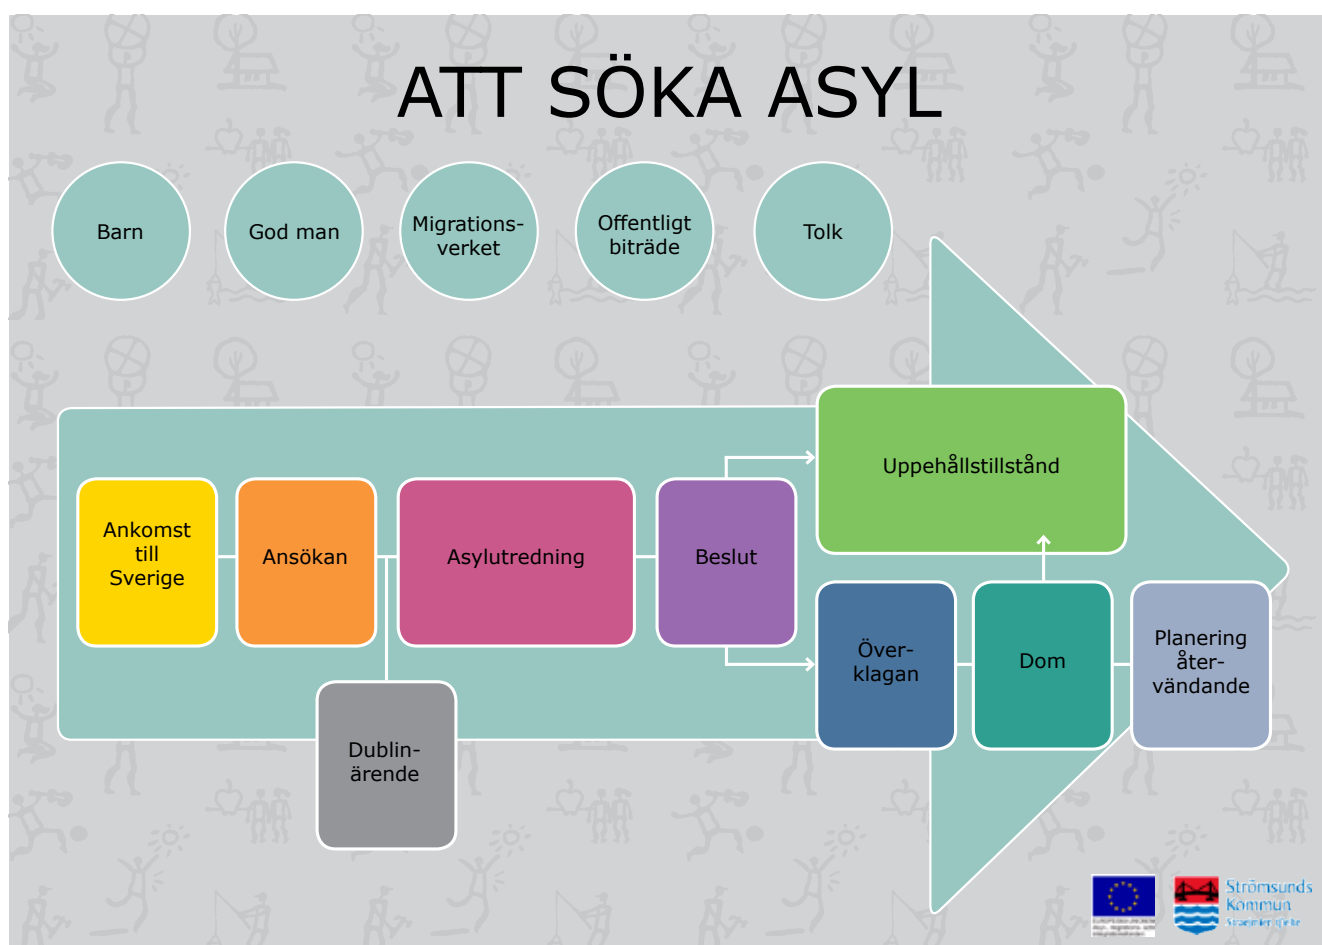 ATT SÖKA ASYL
Barn
God man
Migrations-
verket
Offentligt
biträde
Tolk
Uppehållstillstånd
Ankomst
till
Sverige
Ansökan
Asylutredning
Beslut
Över-
klagan
Dom
Planering
åter-
vändande
Dublin-
ärende
Strömsunds
Kommun